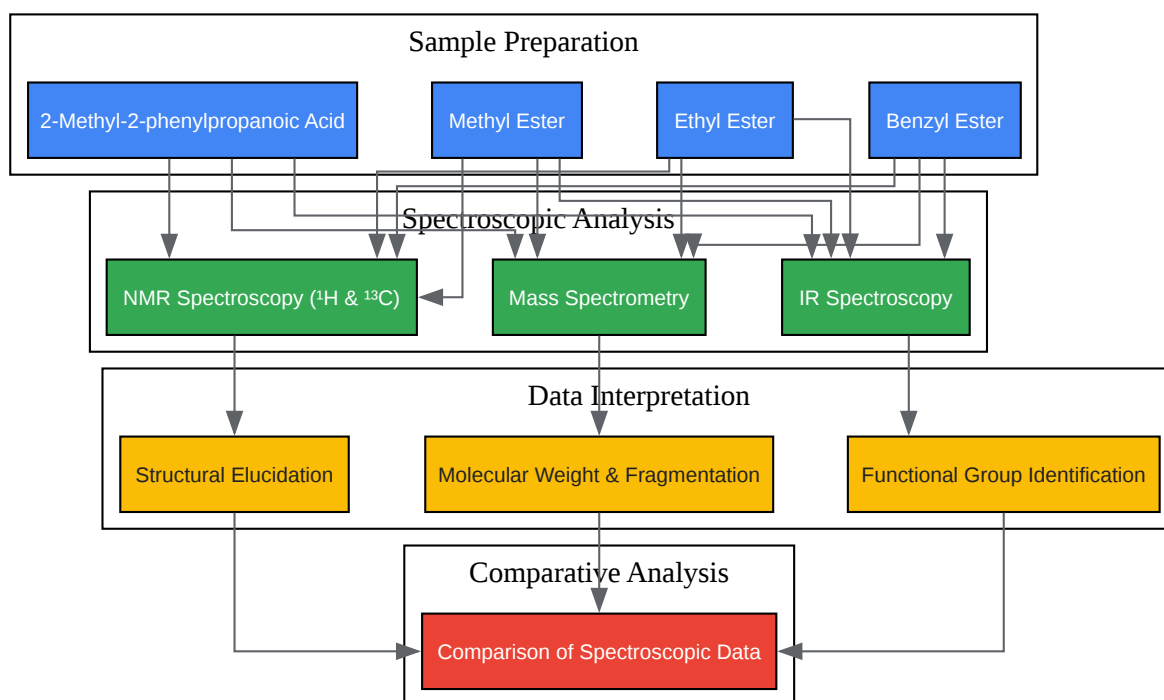 Sample Preparation
2-Methyl-2-phenylpropanoic Acid
Methyl Ester
Ethyl Ester
Benzyl Ester
Spectroscopic Analysis
NMR Spectroscopy (¹H & ¹³C)
Mass Spectrometry
IR Spectroscopy
Data Interpretation
Structural Elucidation
Molecular Weight & Fragmentation
Functional Group Identification
Comparative Analysis
Comparison of Spectroscopic Data